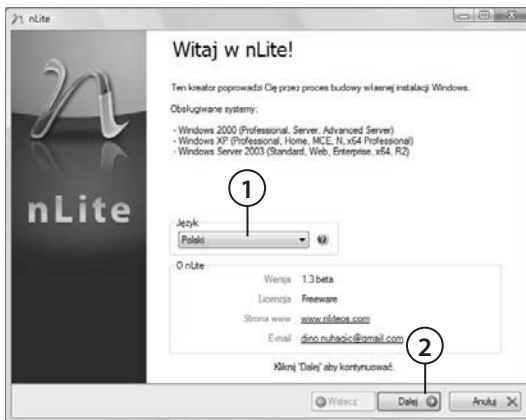 nLite
Witaj w nLite!
Ten kreator poprowadzi Cię przez proces budowy własnej instalacji Windows.
Obsługiwane systemy:
- Windows 2000 (Professional, Server, Advanced Server)
- Windows XP (Professional, Home, MCE, N, x64 Professional)
- Windows Server 2003 (Standard, Web, Enterprise, x64, R2)
nLite
1
Język
Polski
O nLite
Wersja 1.3 beta
Licencja Freeware
Strona www www.nliteos.com
E-mail dino.nuhagic@gmail.com
2
Kliknij 'Dalej' aby kontynuować.
Wstecz Dalej Anuluj